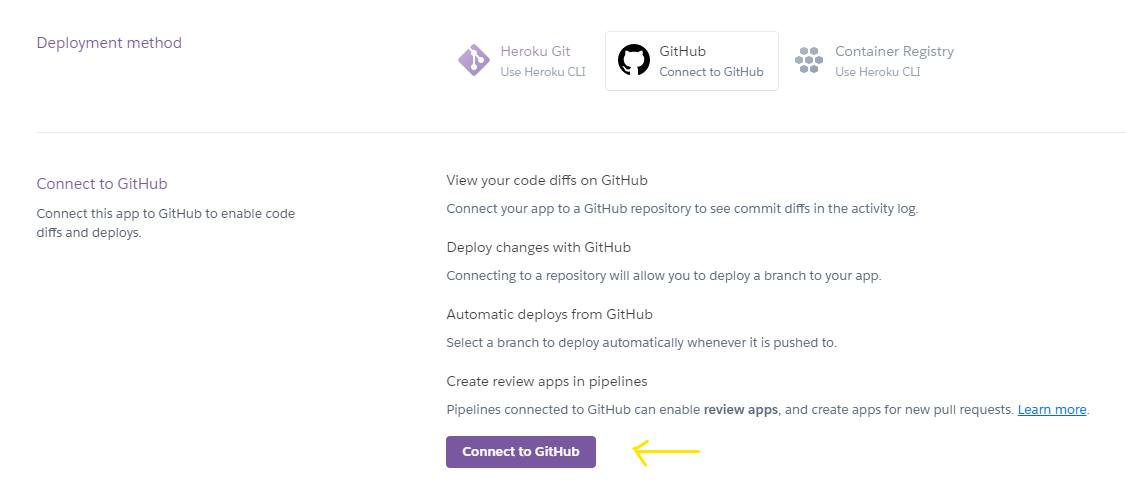 Deployment method
Heroku Git
Use Heroku CLI
GitHub
Connect to GitHub
Container Registry
Use Heroku CLI
Connect to GitHub
Connect this app to GitHub to enable code
diffs and deploys.
View your code diffs on GitHub
Connect your app to a GitHub repository to see commit diffs in the activity log.
Deploy changes with GitHub
Connecting to a repository will allow you to deploy a branch to your app.
Automatic deploys from GitHub
Select a branch to deploy automatically whenever it is pushed to.
Create review apps in pipelines
Pipelines connected to GitHub can enable review apps, and create apps for new pull requests. Learn more.
Connect to GitHub